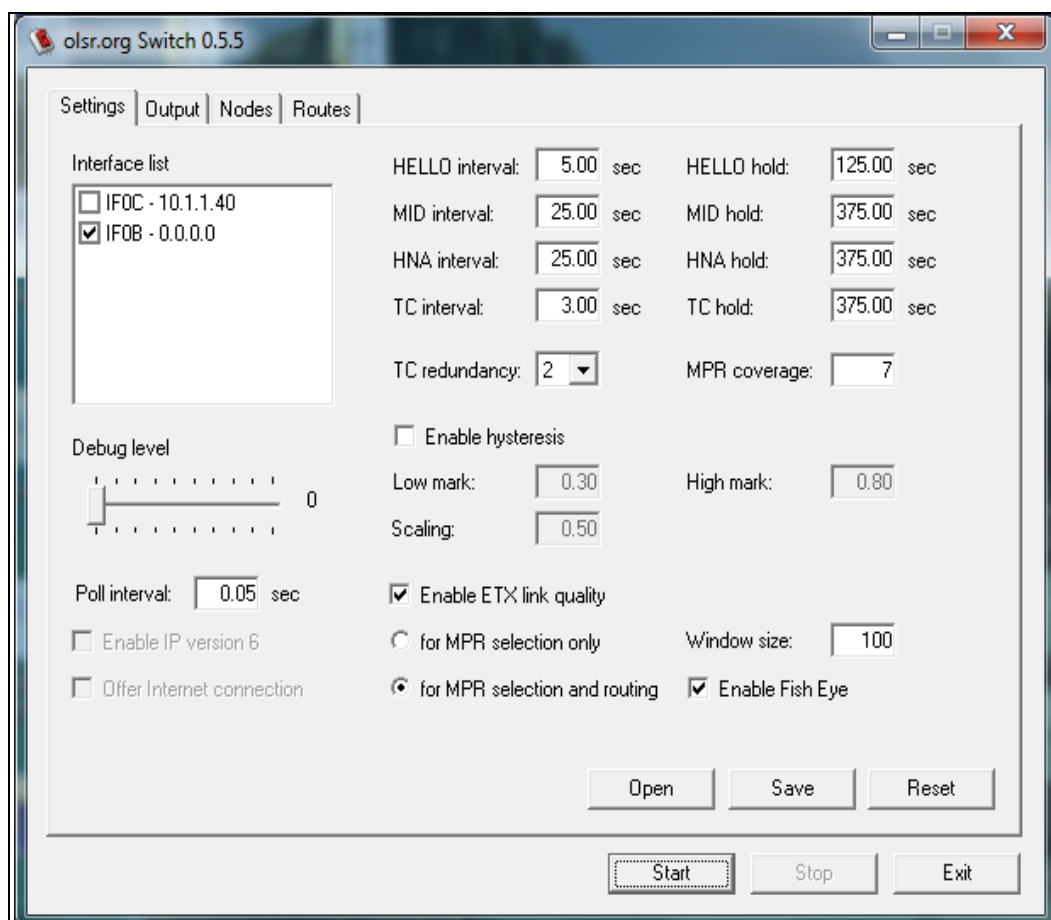 olsr.org Switch 0.5.5
Settings Output Nodes Routes
Interface list
IF0C - 10.1.1.40
IF0B - 0.0.0.0
HELLO interval: 5.00 sec HELLO hold: 125.00 sec
MID interval: 25.00 sec MID hold: 375.00 sec
HNA interval: 25.00 sec HNA hold: 375.00 sec
TC interval: 3.00 sec TC hold: 375.00 sec
TC redundancy: 2 MPR coverage: 7
Debug level
0
Enable hysteresis
Low mark: 0.30 High mark: 0.80
Scaling: 0.50
Poll interval: 0.05 sec Enable ETX link quality
Enable IP version 6 for MPR selection only Window size: 100
Offer Internet connection for MPR selection and routing Enable Fish Eye
Open Save Reset
Start Stop Exit